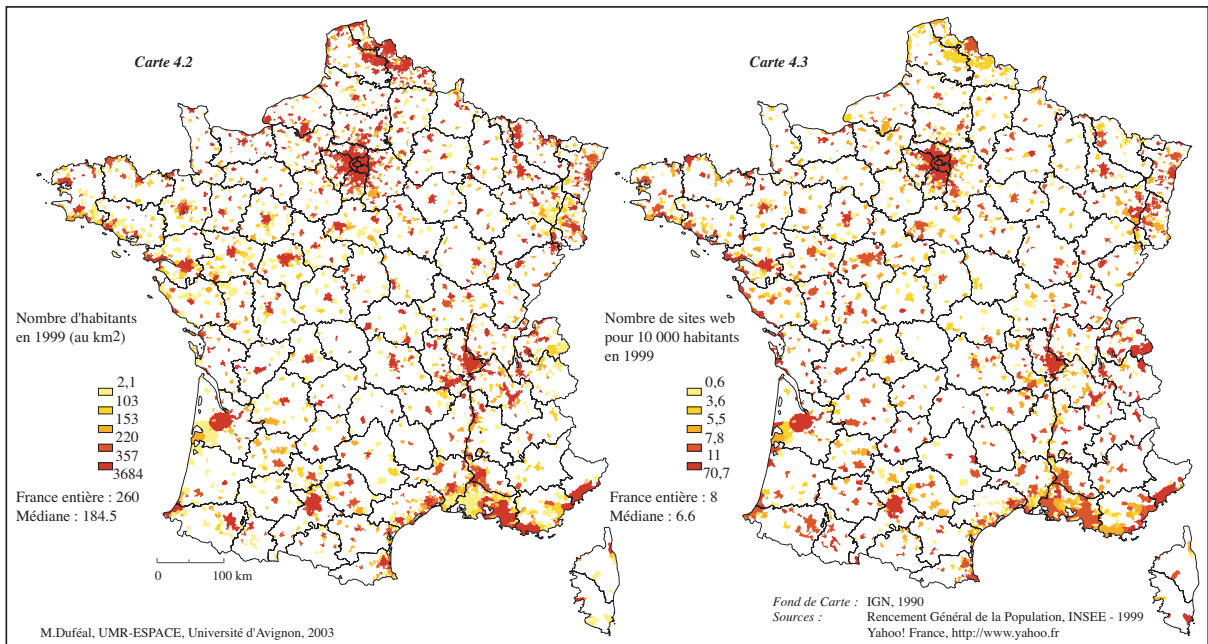 Carte 4.2
Nombre d'habitants
en 1999 (au km2)
2,1
103
153
220
357
3684
France entière : 260
Médiane : 184.5
0 100 km
M.Duféal, UMR-ESPACE, Université d'Avignon, 2003
Carte 4.3
Nombre de sites web
pour 10 000 habitants
en 1999
0,6
3,6
5,5
7,8
11
70,7
France entière : 8
Médiane : 6.6
Fond de Carte : IGN, 1990
Sources : Rencement Général de la Population, INSEE - 1999
Yahoo! France, http://www.yahoo.fr